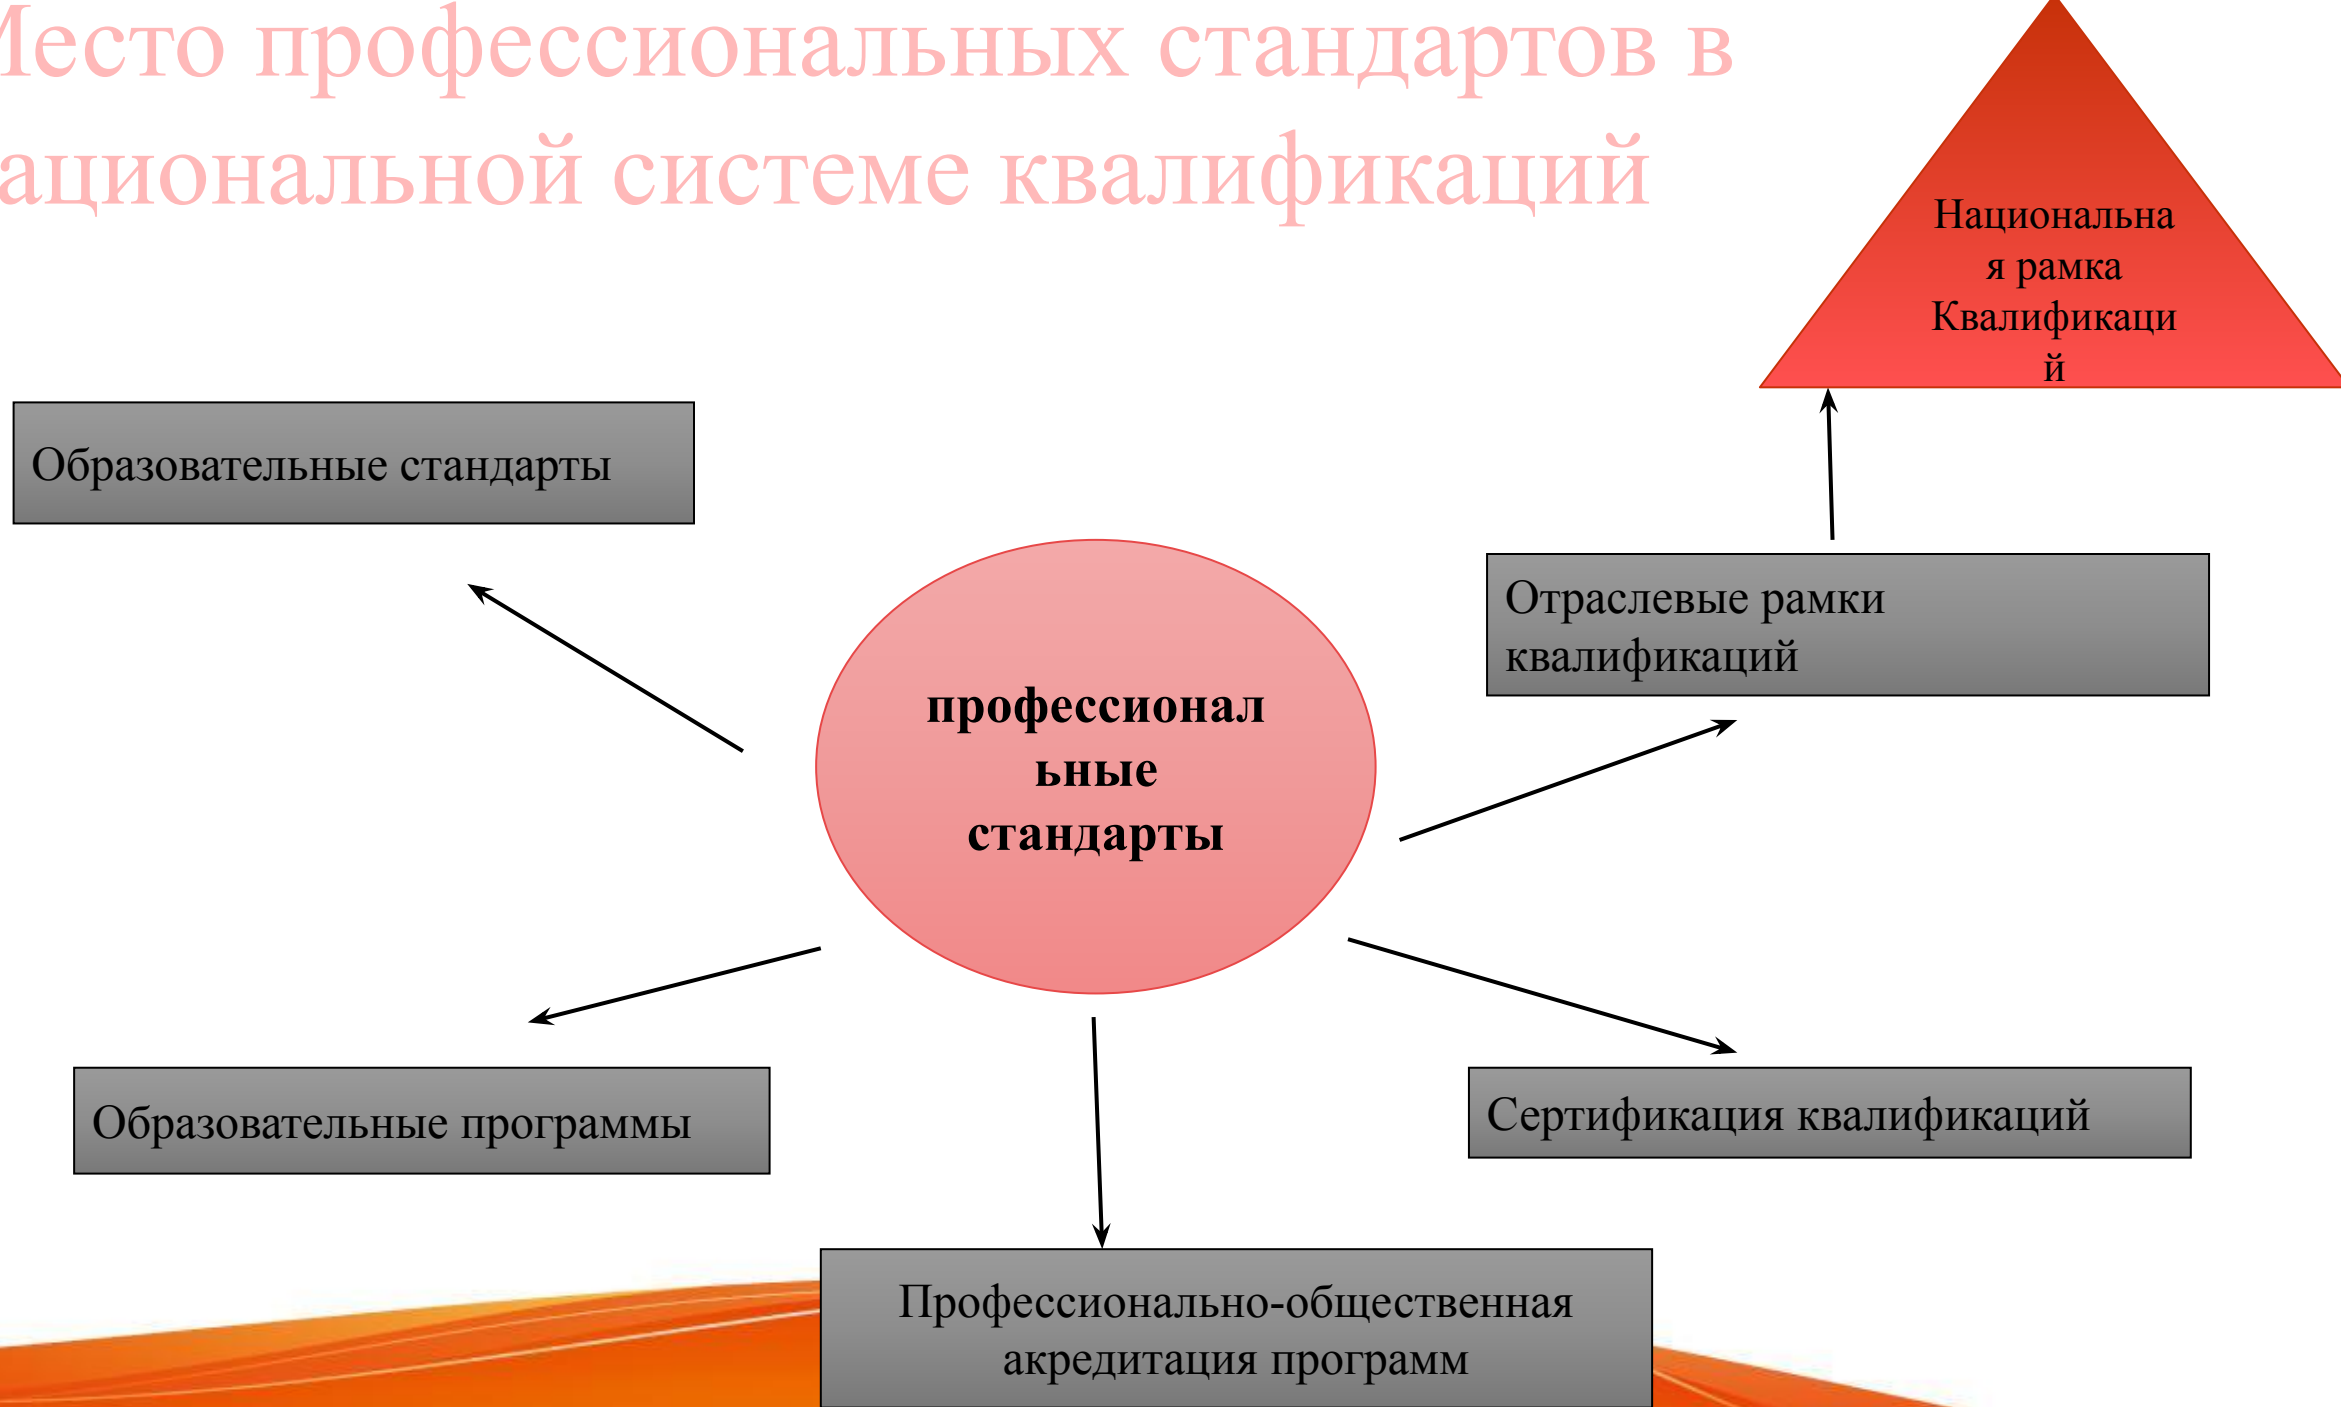 Место профессиональных стандартов в
ациональной системе квалификаций
Национальна
я рамка
Квалификаци
й
Образовательные стандарты
Отраслевые рамки
квалификаций
профессионал
ьные
стандарты
Образовательные программы
Сертификация квалификаций
Профессионально-общественная
акредитация программ